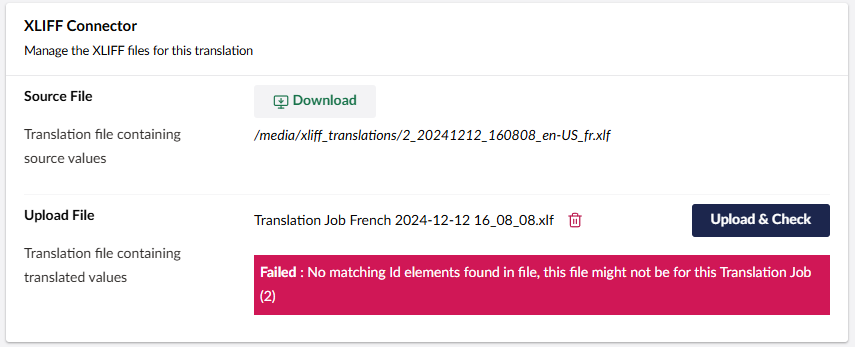 XLIFF Connector
Manage the XLIFF files for this translation
Source File
Download
Translation file containing
source values
/media/xliff_translations/2_20241212_160808_en-US_fr.xlf
Upload File
Translation Job French 2024-12-12 16_08_08.xlf
Upload & Check
Translation file containing
translated values
Failed : No matching Id elements found in file, this file might not be for this Translation Job
(2)